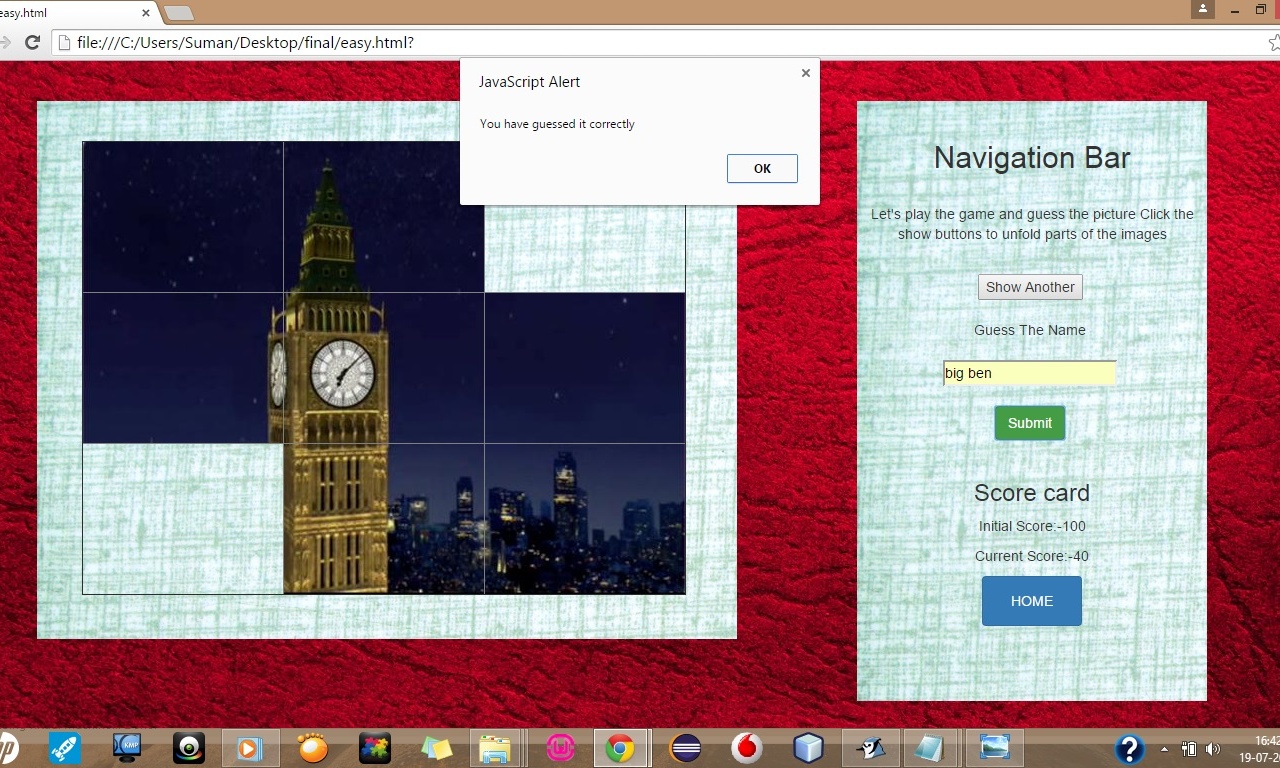 easy.html
file:///C:/Users/Suman/Desktop/final/easy.html?
JavaScript Alert
You have guessed it correctly
OK
Navigation Bar
Let's play the game and guess the picture Click the
show buttons to unfold parts of the images
Show Another
Guess The Name
big ben
Submit
Score card
Initial Score:-100
Current Score:-40
HOME
KMP
16:42
19-07-2